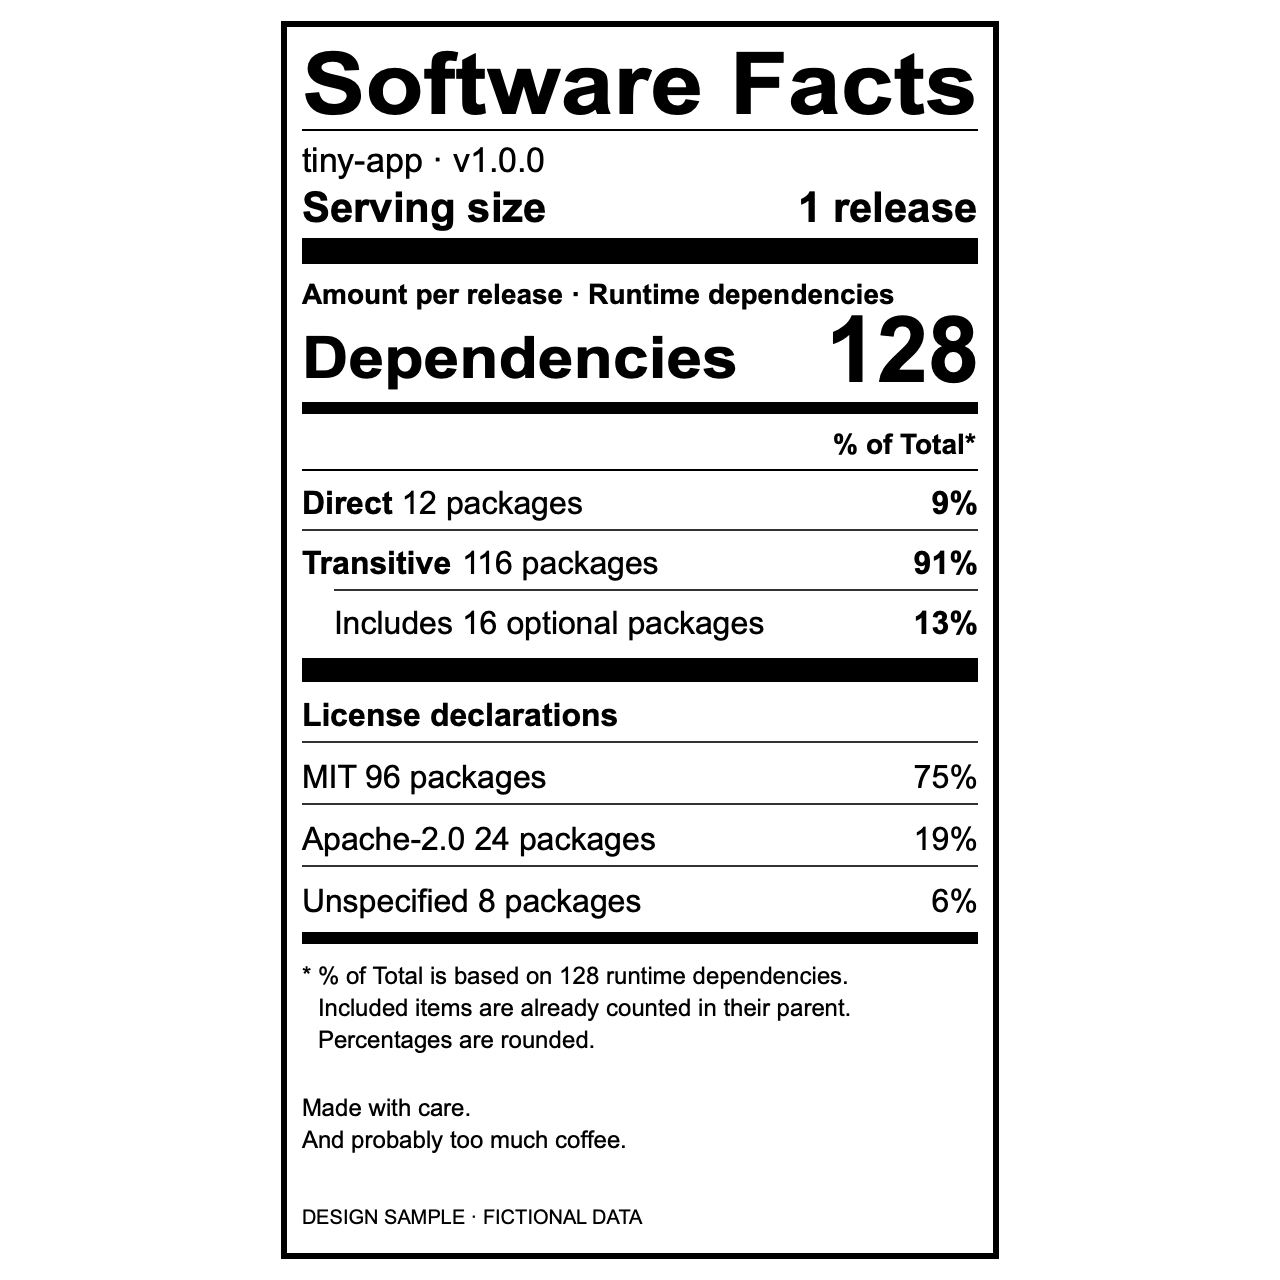 Software Facts
tiny-app · v1.0.0
Serving size 1 release
Amount per release · Runtime dependencies
Dependencies 128
% of Total*
Direct 12 packages 9%
Transitive 116 packages 91%
Includes 16 optional packages 13%
License declarations
MIT 96 packages 75%
Apache-2.0 24 packages 19%
Unspecified 8 packages 6%
* % of Total is based on 128 runtime dependencies.
Included items are already counted in their parent.
Percentages are rounded.
Made with care.
And probably too much coffee.
DESIGN SAMPLE · FICTIONAL DATA